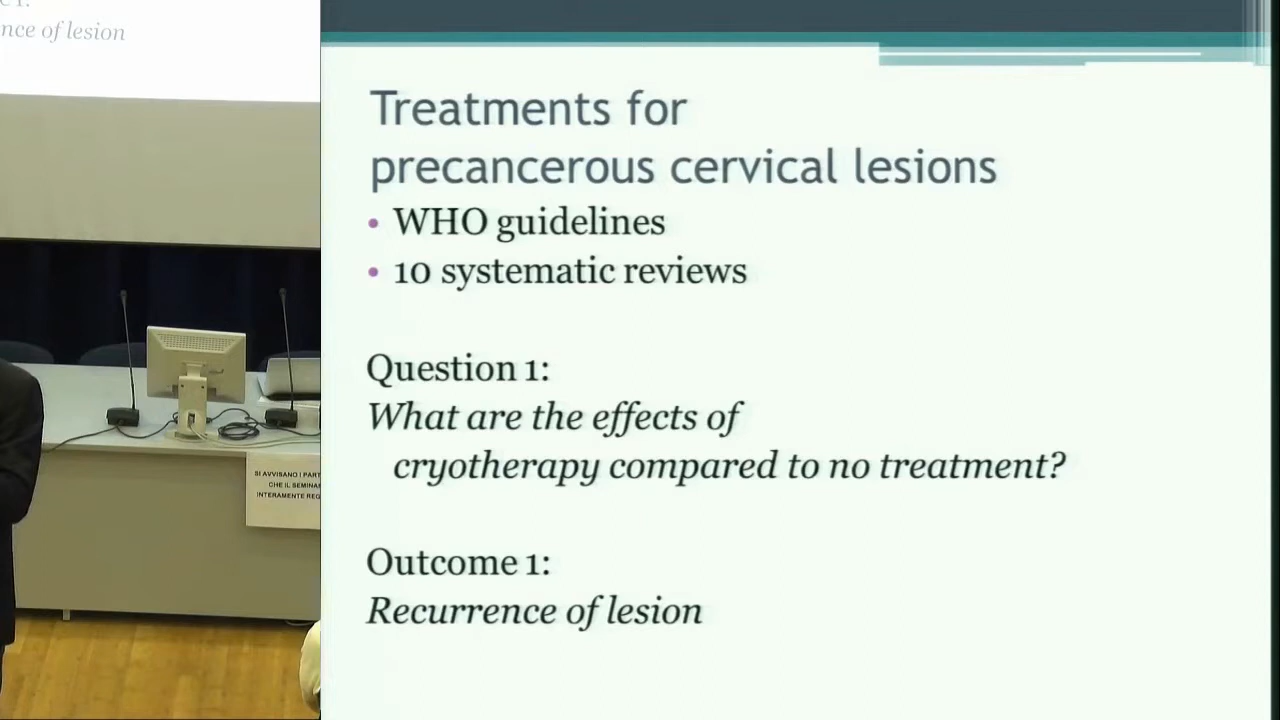 nce of lesion
Treatments for
precancerous cervical lesions
• WHO guidelines
• 10 systematic reviews
Question 1:
What are the effects of
cryotherapy compared to no treatment?
Outcome 1:
Recurrence of lesion
SI AVVISANO I PART
CHE IL SEMINAR
INTERAMENTE REG